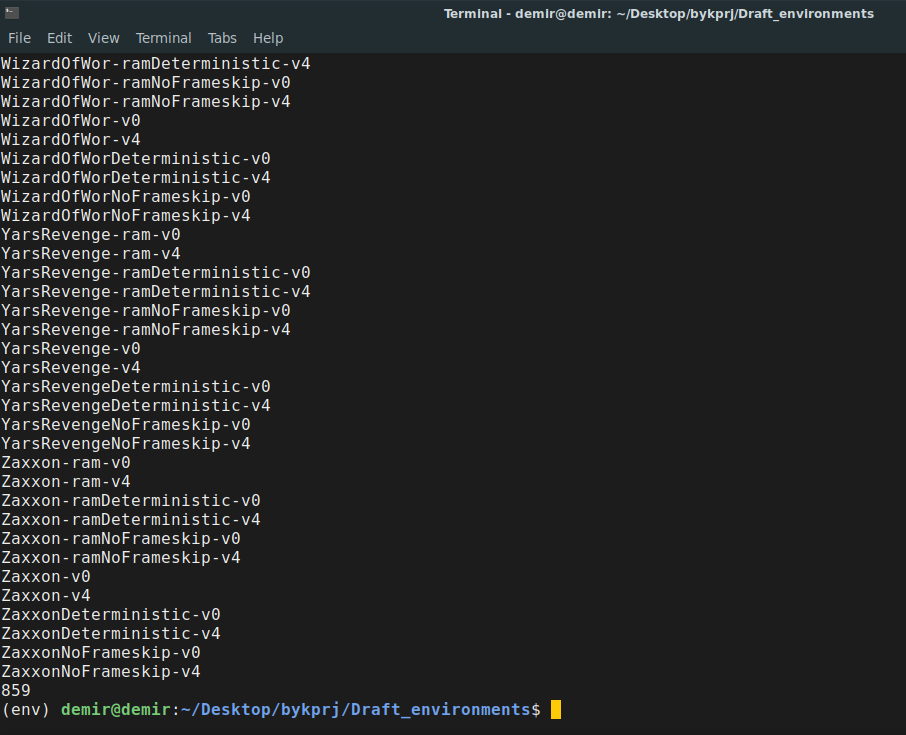 Terminal - demir@demir: ~/Desktop/bykprj/Draft_environments
File Edit View Terminal Tabs Help
WizardOfWor-ramDeterministic-v4
WizardOfWor-ramNoFrameskip-v0
WizardOfWor-ramNoFrameskip-v4
WizardOfWor-v0
WizardOfWor-v4
WizardOfWorDeterministic-v0
WizardOfWorDeterministic-v4
WizardOfWorNoFrameskip-v0
WizardOfWorNoFrameskip-v4
YarsRevenge-ram-v0
YarsRevenge-ram-v4
YarsRevenge-ramDeterministic-v0
YarsRevenge-ramDeterministic-v4
YarsRevenge-ramNoFrameskip-v0
YarsRevenge-ramNoFrameskip-v4
YarsRevenge-v0
YarsRevenge-v4
YarsRevengeDeterministic-v0
YarsRevengeDeterministic-v4
YarsRevengeNoFrameskip-v0
YarsRevengeNoFrameskip-v4
Zaxxon-ram-v0
Zaxxon-ram-v4
Zaxxon-ramDeterministic-v0
Zaxxon-ramDeterministic-v4
Zaxxon-ramNoFrameskip-v0
Zaxxon-ramNoFrameskip-v4
Zaxxon-v0
Zaxxon-v4
ZaxxonDeterministic-v0
ZaxxonDeterministic-v4
ZaxxonNoFrameskip-v0
ZaxxonNoFrameskip-v4
859
(env) demir@demir:~/Desktop/bykprj/Draft_environments$